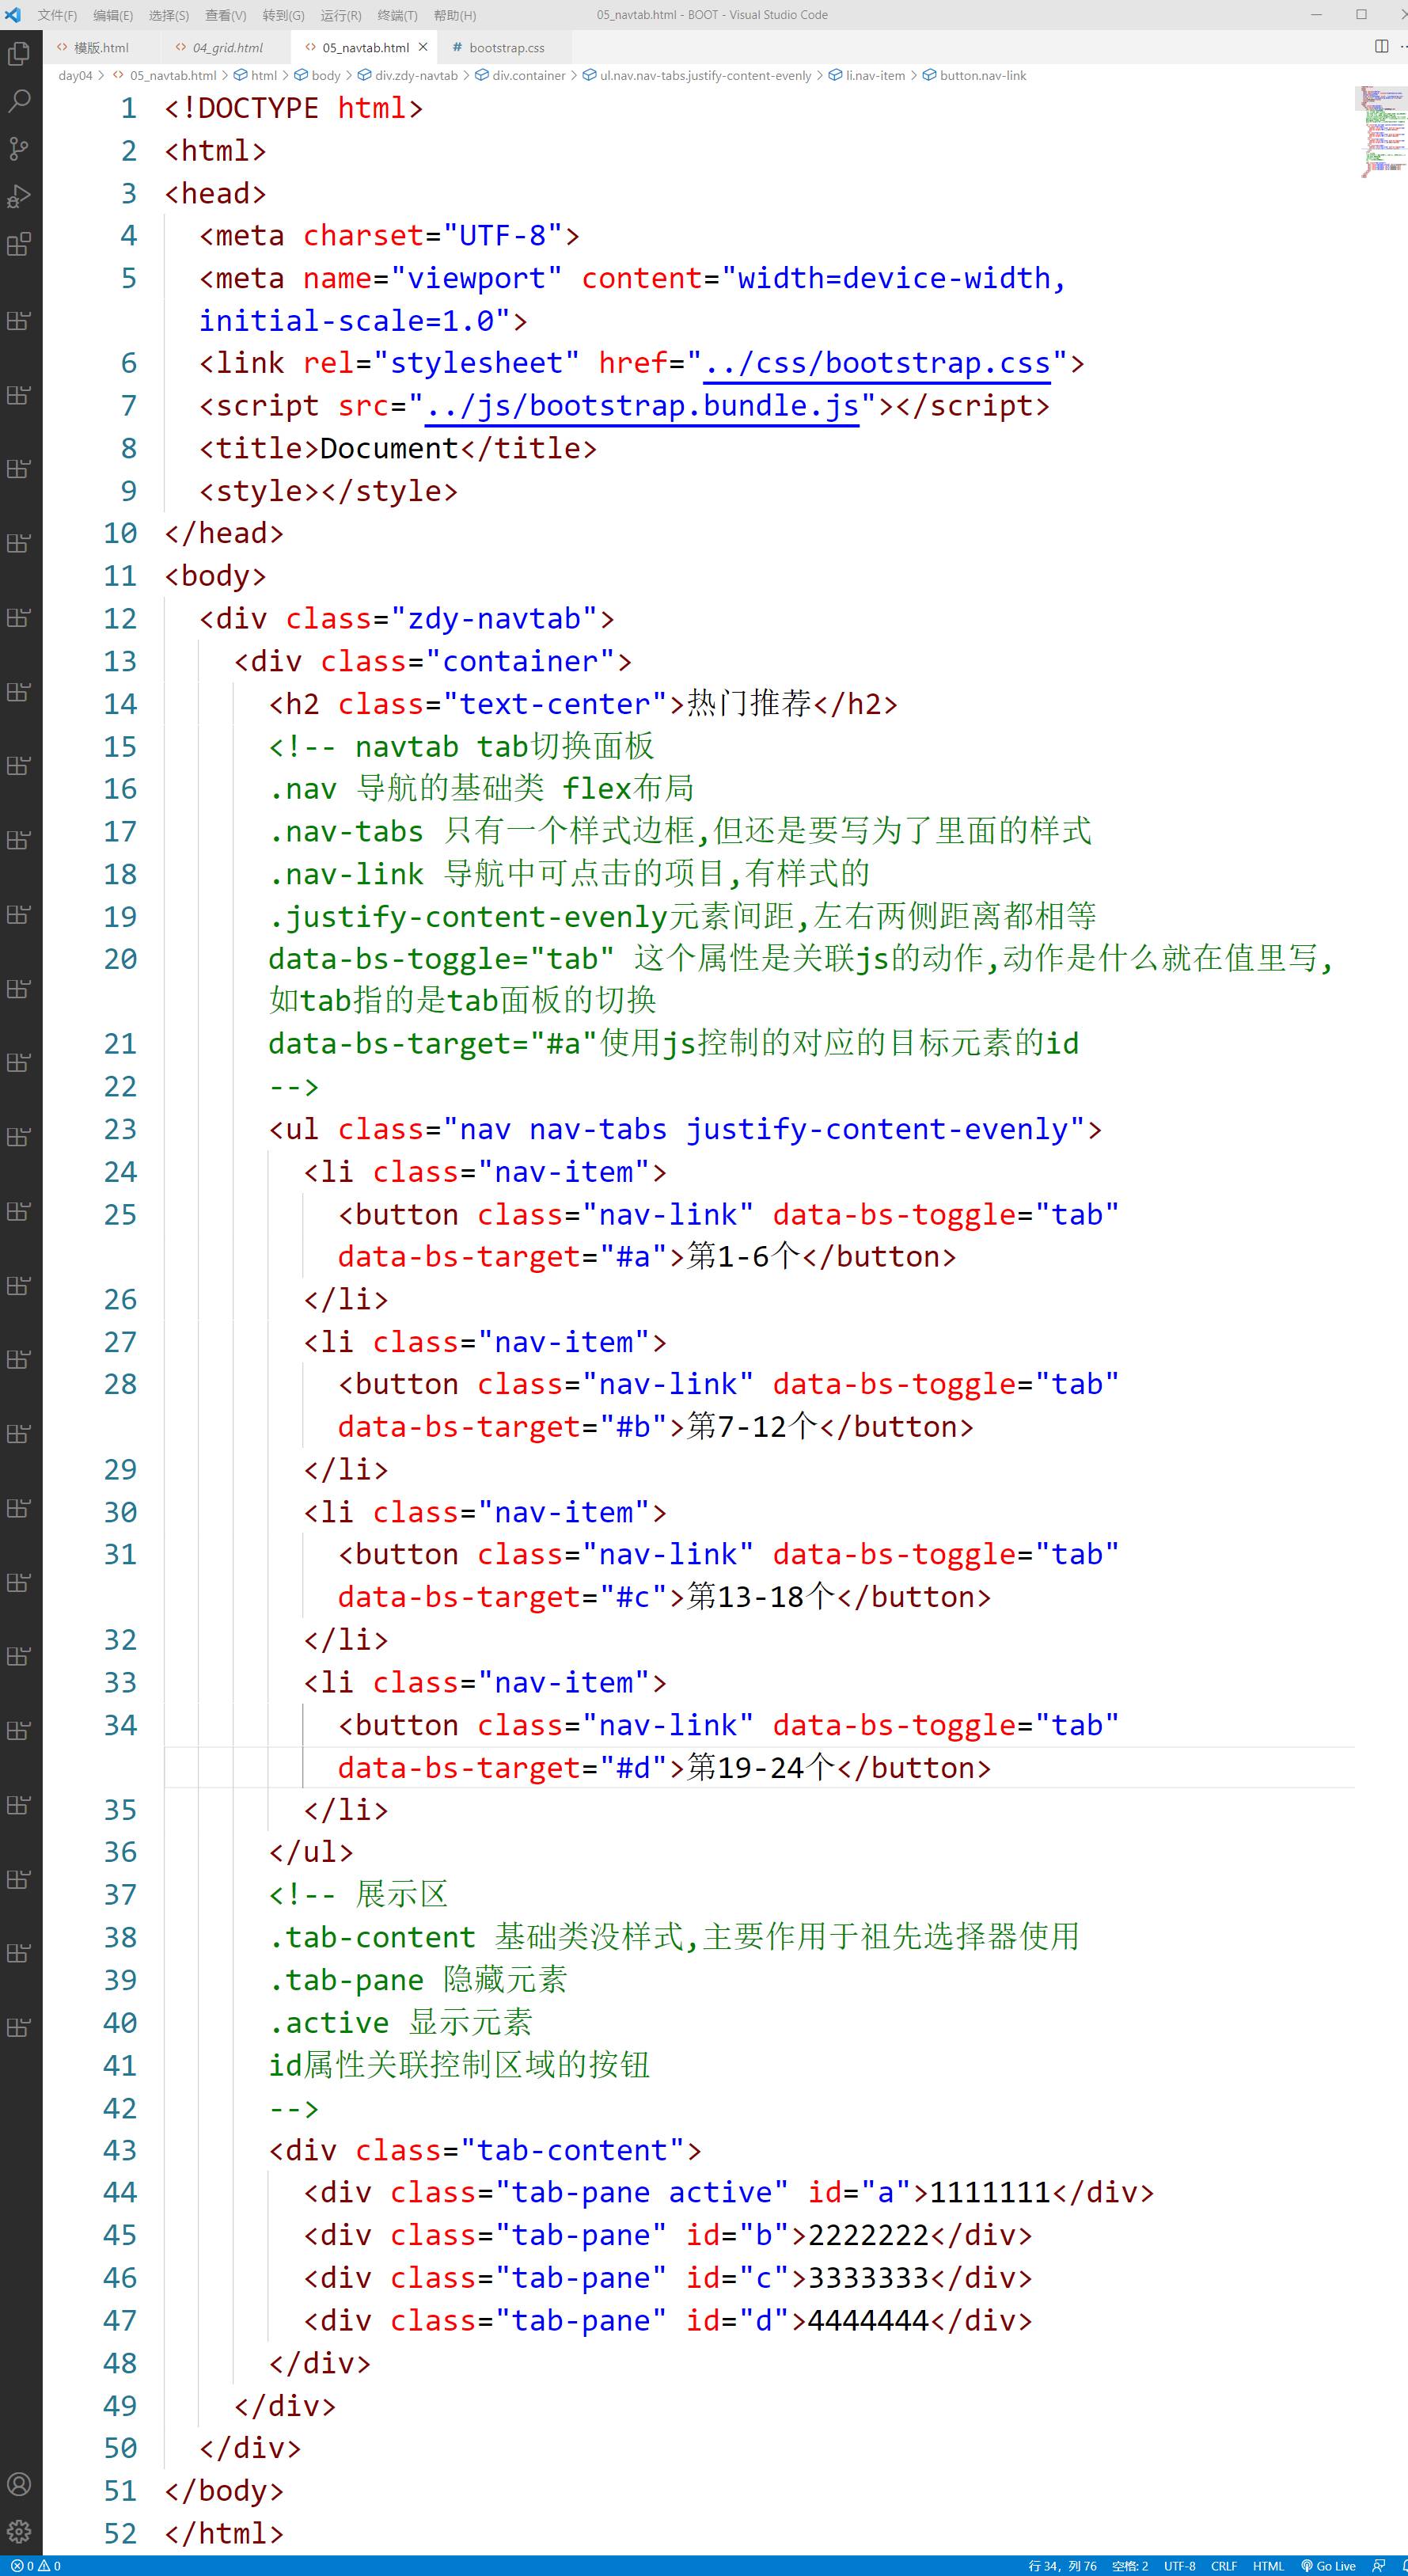 文件(F) 编辑(E) 选择(S) 查看(V) 转到(G) 运行(R) 终端(T) 帮助(H) 05_navtab.html - BOOT - Visual Studio Code
模版.html 04_grid.html 05_navtab.html # bootstrap.css
day04 > 05_navtab.html > html > body > div.zdy-navtab > div.container > ul.nav.nav-tabs.justify-content-evenly > li.nav-item > button.nav-link
1 <!DOCTYPE html>
2 <html>
3 <head>
4 <meta charset="UTF-8">
5 <meta name="viewport" content="width=device-width,
initial-scale=1.0">
6 <link rel="stylesheet" href="../css/bootstrap.css">
7 <script src="../js/bootstrap.bundle.js"></script>
8 <title>Document</title>
9 <style></style>
10 </head>
11 <body>
12 <div class="zdy-navtab">
13 <div class="container">
14 <h2 class="text-center">热门推荐</h2>
15 <!-- navtab tab切换面板
16 .nav 导航的基础类 flex布局
17 .nav-tabs 只有一个样式边框,但还是要写为了里面的样式
18 .nav-link 导航中可点击的项目,有样式的
19 .justify-content-evenly元素间距,左右两侧距离都相等
20 data-bs-toggle="tab" 这个属性是关联js的动作,动作是什么就在值里写,
如tab指的是tab面板的切换
21 data-bs-target="#a"使用js控制的对应的目标元素的id
22 -->
23 <ul class="nav nav-tabs justify-content-evenly">
24 <li class="nav-item">
25 <button class="nav-link" data-bs-toggle="tab"
data-bs-target="#a">第1-6个</button>
26 </li>
27 <li class="nav-item">
28 <button class="nav-link" data-bs-toggle="tab"
data-bs-target="#b">第7-12个</button>
29 </li>
30 <li class="nav-item">
31 <button class="nav-link" data-bs-toggle="tab"
data-bs-target="#c">第13-18个</button>
32 </li>
33 <li class="nav-item">
34 <button class="nav-link" data-bs-toggle="tab"
data-bs-target="#d">第19-24个</button>
35 </li>
36 </ul>
37 <!-- 展示区
38 .tab-content 基础类没样式,主要作用于祖先选择器使用
39 .tab-pane 隐藏元素
40 .active 显示元素
41 id属性关联控制区域的按钮
42 -->
43 <div class="tab-content">
44 <div class="tab-pane active" id="a">1111111</div>
45 <div class="tab-pane" id="b">2222222</div>
46 <div class="tab-pane" id="c">3333333</div>
47 <div class="tab-pane" id="d">4444444</div>
48 </div>
49 </div>
50 </div>
51 </body>
52 </html>
0 0 行 34, 列 76 空格: 2 UTF-8 CRLF HTML Go Live